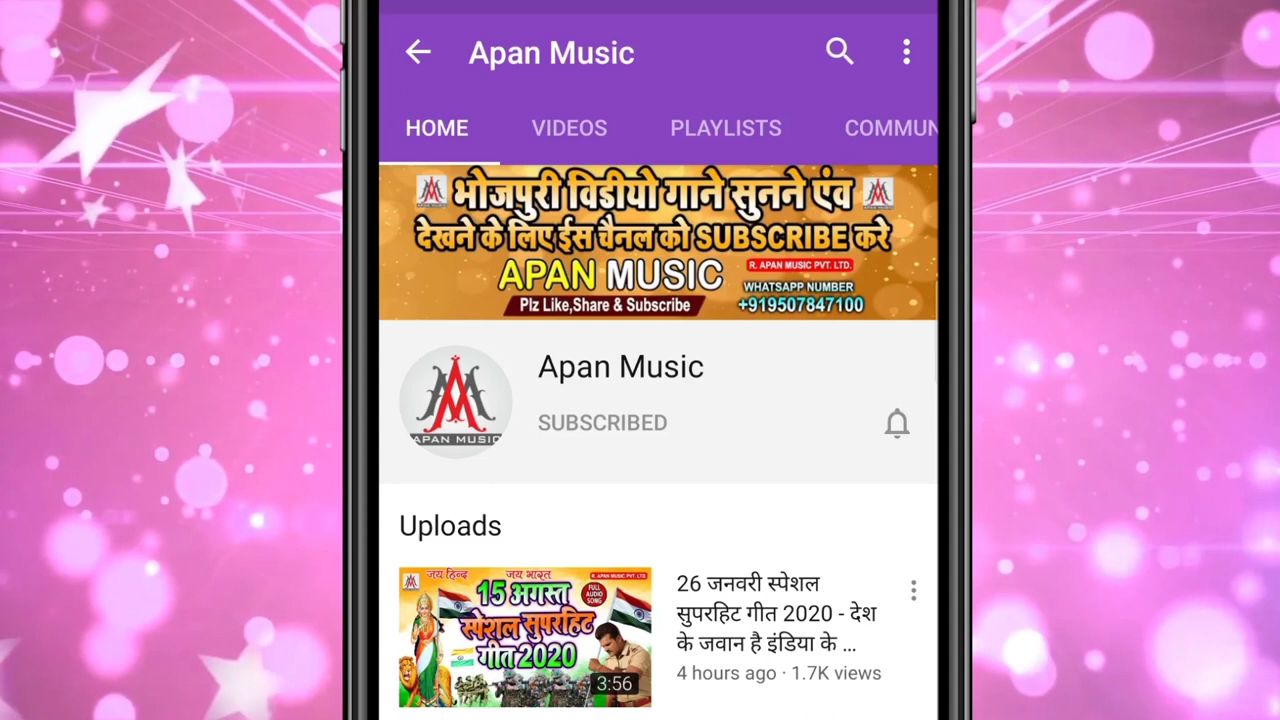 Apan Music
HOME VIDEOS PLAYLISTS COMMUN
भोजपुरी विडीयो गाने सुनने एंव
देखने के लिए ईस चैनल को SUBSCRIBE करे
APAN MUSIC
R. APAN MUSIC PVT. LTD.
WHATSAPP NUMBER
+919507847100
Plz Like,Share & Subscribe
APAN MUSIC
Apan Music
SUBSCRIBED
Uploads
जय हिन्द जय भारत
R. APAN MUSIC PVT. LTD
15 अगस्त
FULL
AUDIO
SONG
स्पेशल सुपरहिट
गीत 2020
3:56
26 जनवरी स्पेशल
सुपरहिट गीत 2020 - देश
के जवान है इंडिया के ...
4 hours ago · 1.7K views